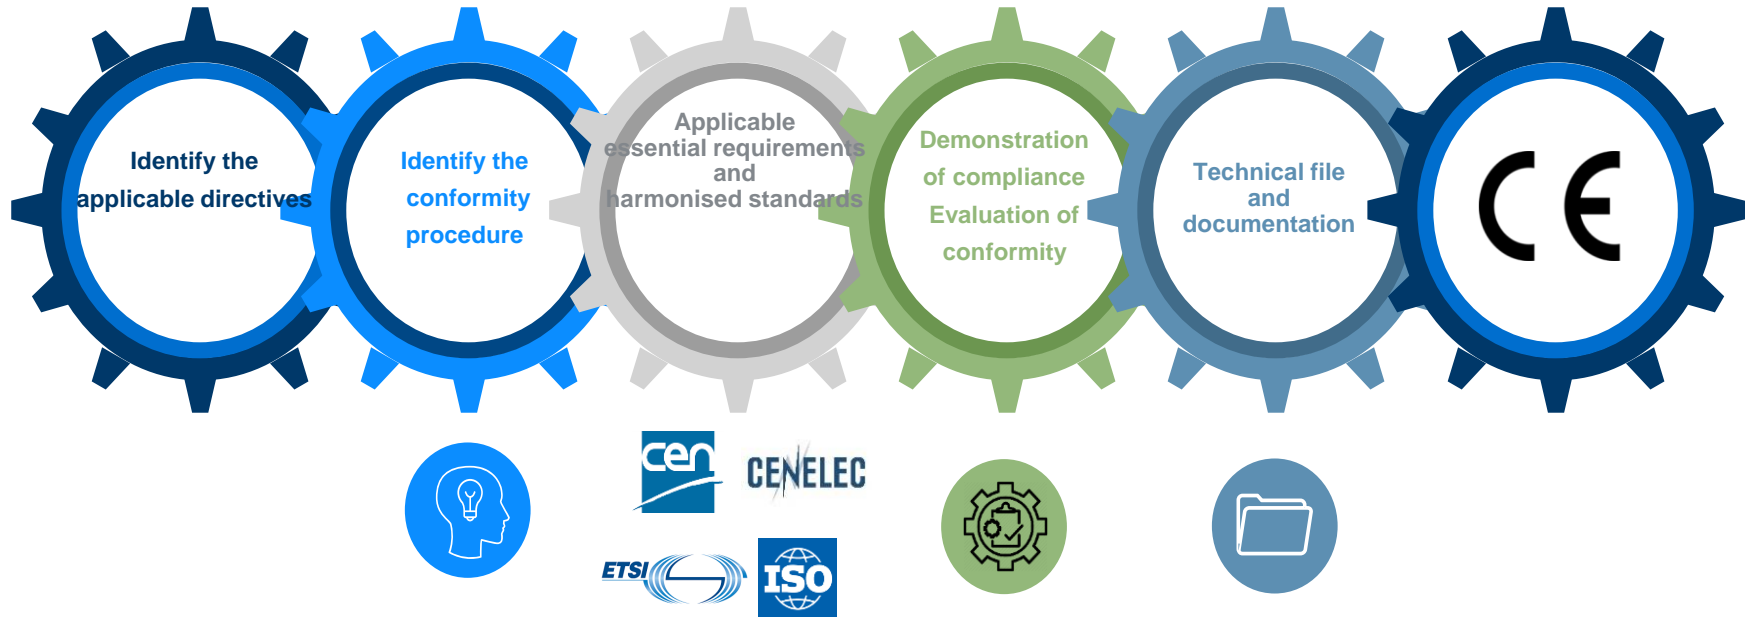 Identify the
applicable directives
Identify the
conformity
procedure
Applicable
essential requirements
and
harmonised standards
Demonstration
of compliance
Evaluation of
conformity
Technical file
and
documentation
CE
cen
CENELEC
ETSI
ISO